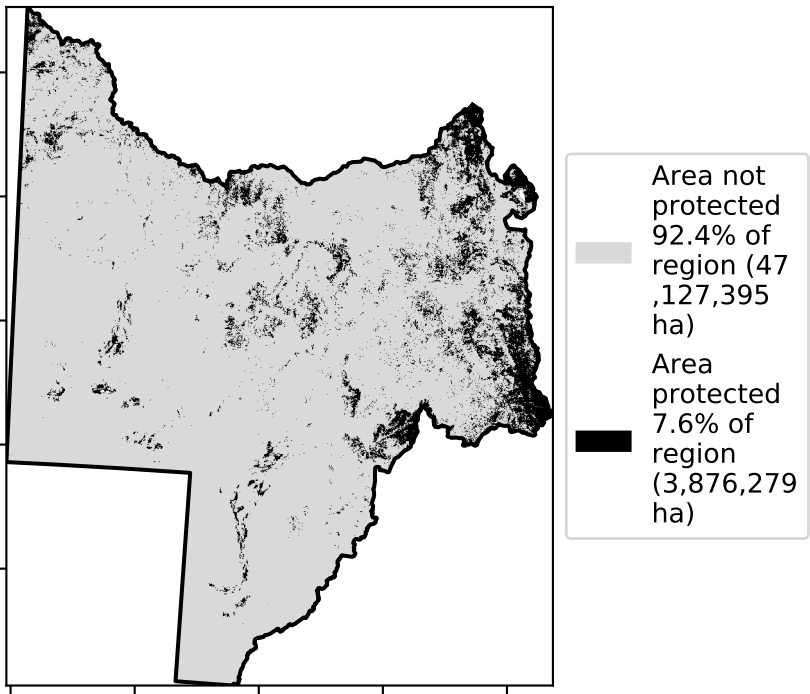 Area not
protected
92.4% of
region (47
,127,395
ha)
Area
protected
7.6% of
region
(3,876,279
ha)